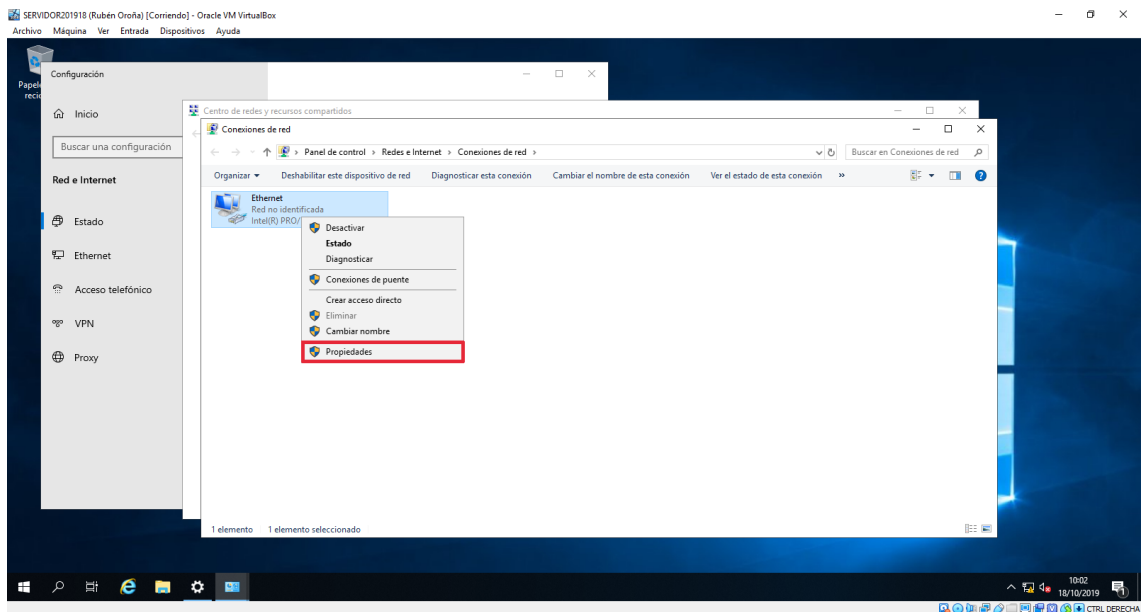 SERVIDOR201918 (Rubén Oroña) [Corriendo] - Oracle VM VirtualBox
Archivo Máquina Ver Entrada Dispositivos Ayuda
Configuración
Inicio
Buscar una configuración
Red e Internet
Estado
Ethernet
Acceso telefónico
VPN
Proxy
Centro de redes y recursos compartidos
Conexiones de red
Panel de control > Redes e Internet > Conexiones de red >
Buscar en Conexiones de red
Organizar Deshabilitar este dispositivo de red Diagnosticar esta conexión Cambiar el nombre de esta conexión Ver el estado de esta conexión »
Ethernet
Red no identificada
Intel(R) PRO/
Desactivar
Estado
Diagnosticar
Conexiones de puente
Crear acceso directo
Eliminar
Cambiar nombre
Propiedades
1 elemento 1 elemento seleccionado
10:02
18/10/2019
CTRL DERECHA